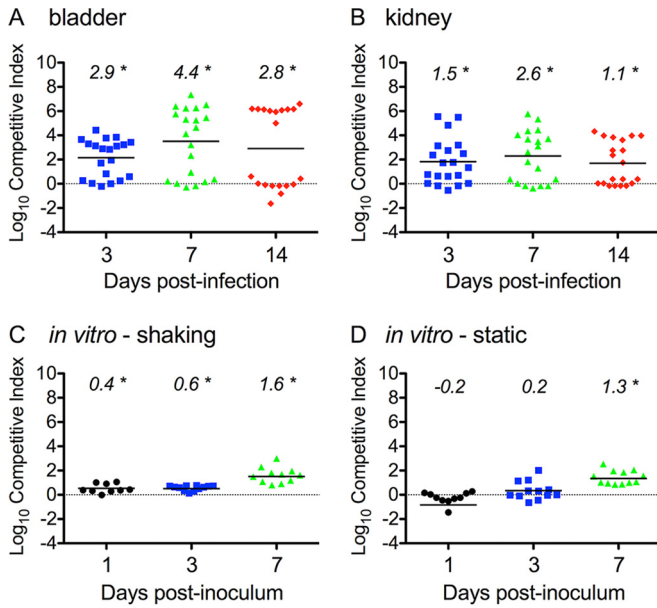 A bladder
Log10 Competitive Index
10
8
6
4
2
0
-2
-4
2.9 * 4.4 * 2.8 *
3 7 14
Days post-infection
B kidney
Log10 Competitive Index
10
8
6
4
2
0
-2
-4
1.5 * 2.6 * 1.1 *
3 7 14
Days post-infection
C in vitro - shaking
Log10 Competitive Index
10
8
6
4
2
0
-2
-4
0.4 * 0.6 * 1.6 *
1 3 7
Days post-inoculum
D in vitro - static
Log10 Competitive Index
10
8
6
4
2
0
-2
-4
-0.2 0.2 1.3 *
1 3 7
Days post-inoculum